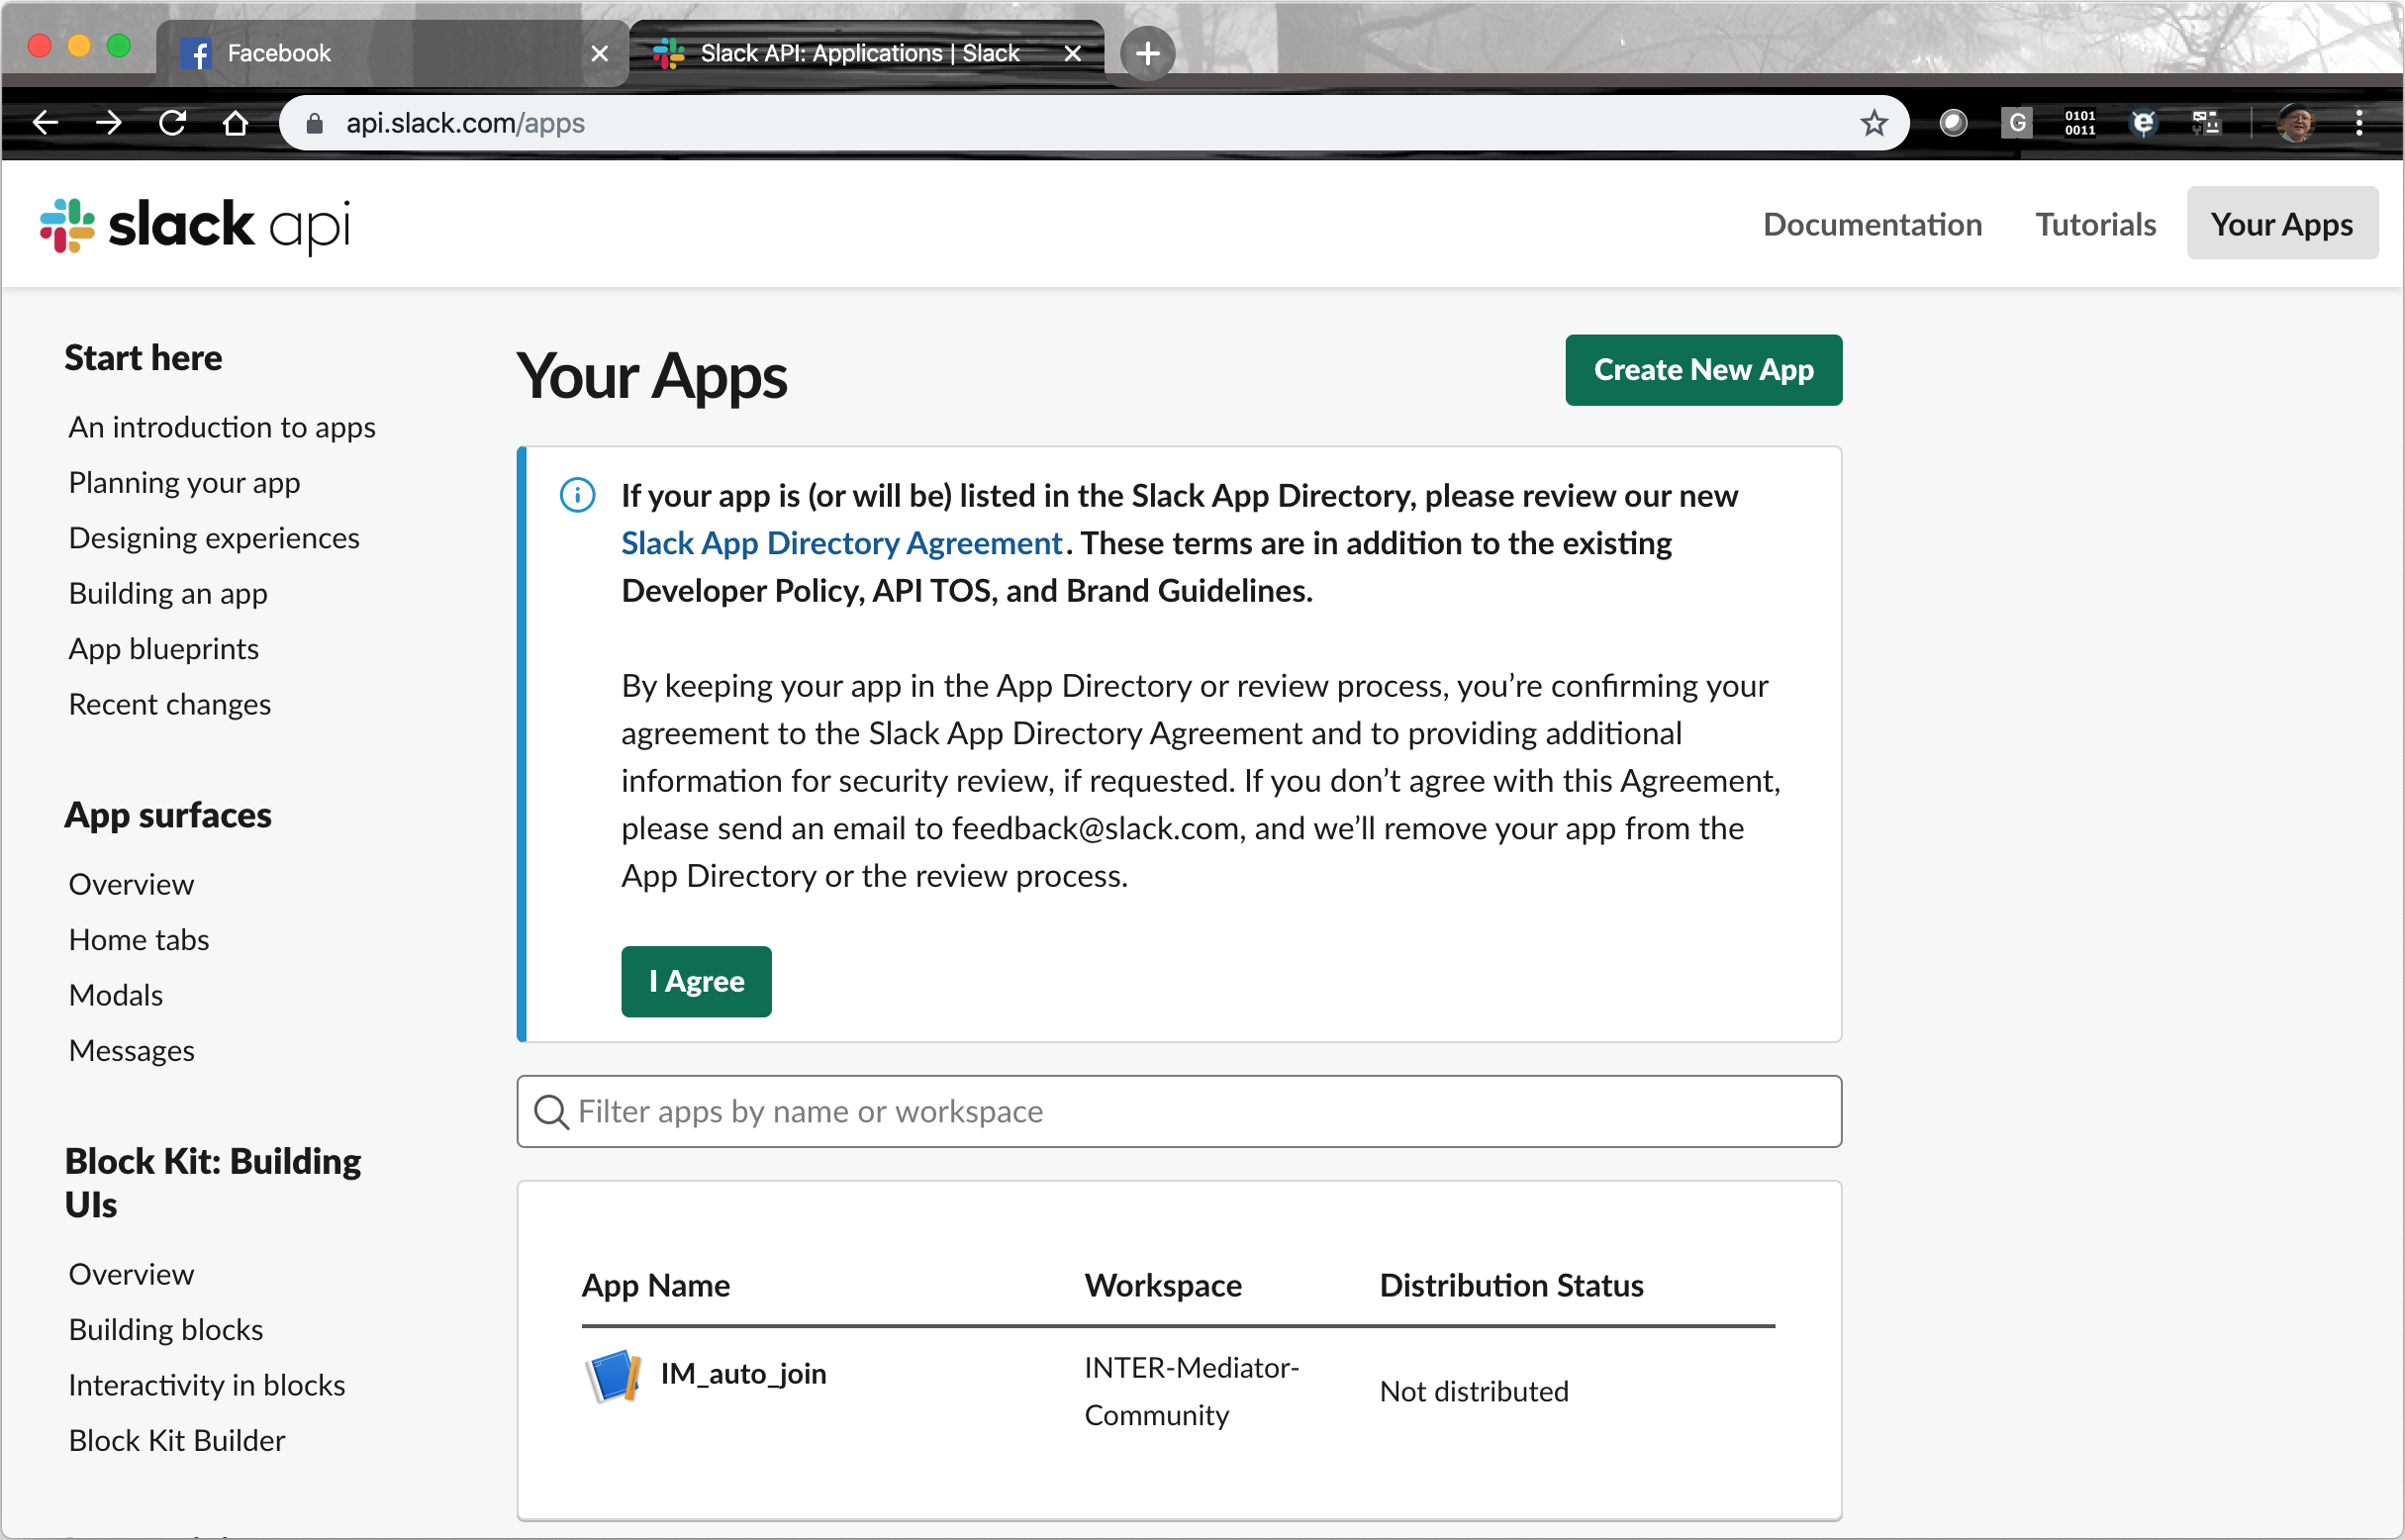 Facebook
Slack API: Applications | Slack
api.slack.com/apps
G
0101
0011
slack api
Documentation
Tutorials
Your Apps
Start here
An introduction to apps
Planning your app
Designing experiences
Building an app
App blueprints
Recent changes
App surfaces
Overview
Home tabs
Modals
Messages
Block Kit: Building
UIs
Overview
Building blocks
Interactivity in blocks
Block Kit Builder
Your Apps
Create New App
If your app is (or will be) listed in the Slack App Directory, please review our new
Slack App Directory Agreement. These terms are in addition to the existing
Developer Policy, API TOS, and Brand Guidelines.
By keeping your app in the App Directory or review process, you’re confirming your
agreement to the Slack App Directory Agreement and to providing additional
information for security review, if requested. If you don’t agree with this Agreement,
please send an email to feedback@slack.com, and we’ll remove your app from the
App Directory or the review process.
I Agree
Filter apps by name or workspace
App Name
Workspace
Distribution Status
IM_auto_join
INTER-Mediator-
Community
Not distributed